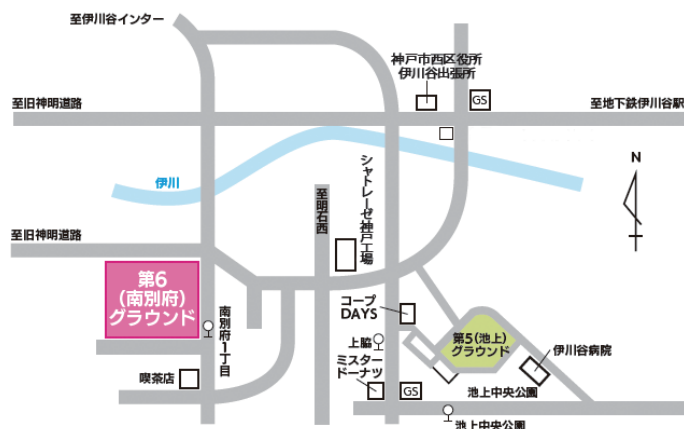 至伊川谷インター
神戸市西区役所
伊川谷出張所
GS
至旧神明道路
至地下鉄伊川谷駅
伊川
シャトレーゼ神戸工場
至明石西
N
至旧神明道路
第6
(南別府)
グラウンド
南別府1丁目
コープ
DAYS
第5(池上)
グラウンド
上脇
伊川谷病院
ミスター
ドーナツ
喫茶店
GS
池上中央公園
池上中央公園